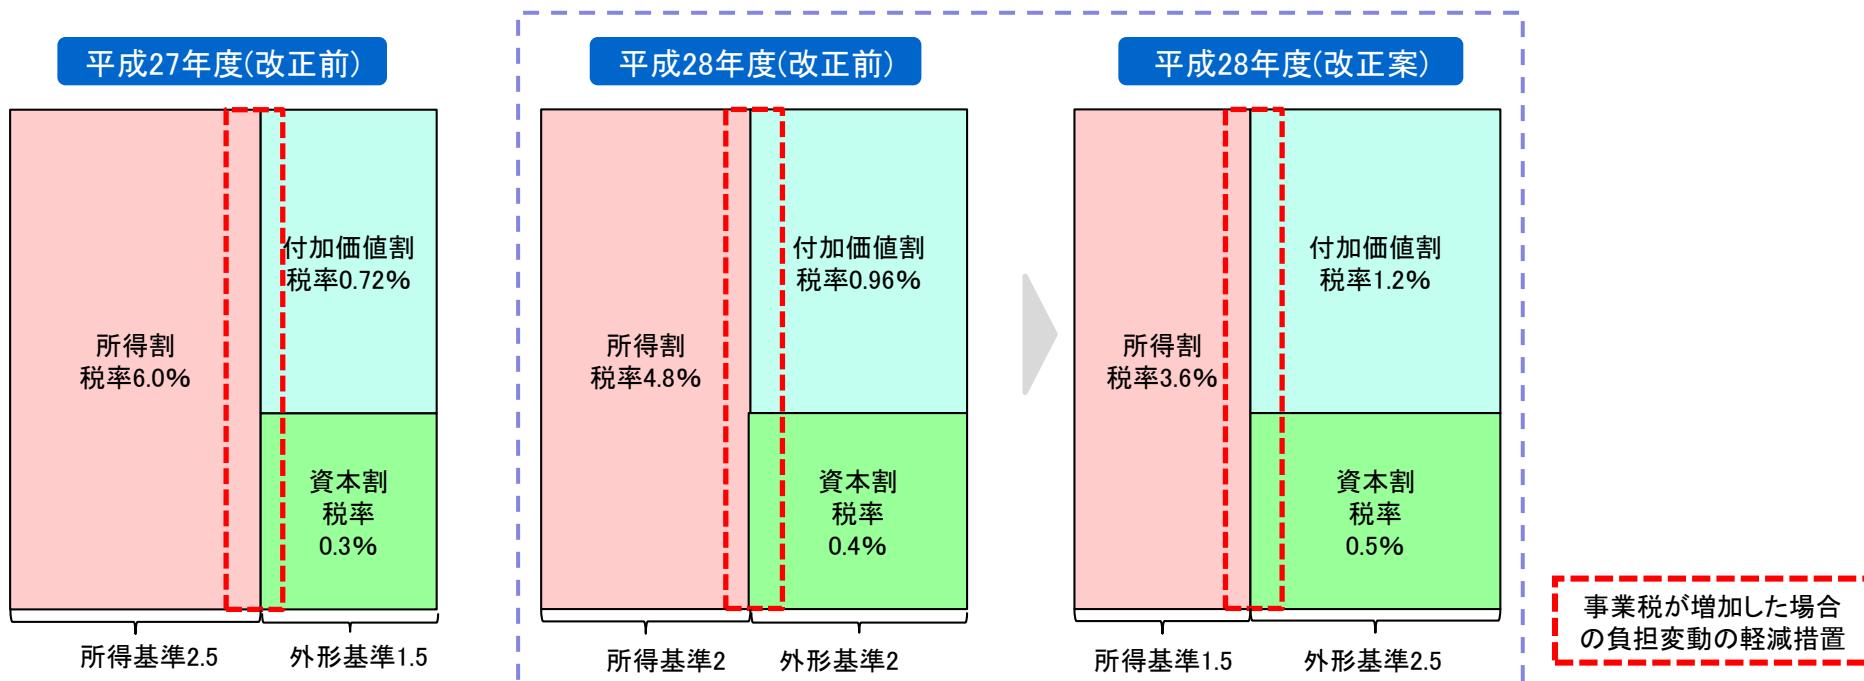 平成27年度(改正前)
所得割
税率6.0%
付加価値割
税率0.72%
資本割
税率
0.3%
所得基準2.5
外形基準1.5
平成28年度(改正前)
所得割
税率4.8%
付加価値割
税率0.96%
資本割
税率
0.4%
所得基準2
外形基準2
平成28年度(改正案)
所得割
税率3.6%
付加価値割
税率1.2%
資本割
税率
0.5%
所得基準1.5
外形基準2.5
事業税が増加した場合
の負担変動の軽減措置